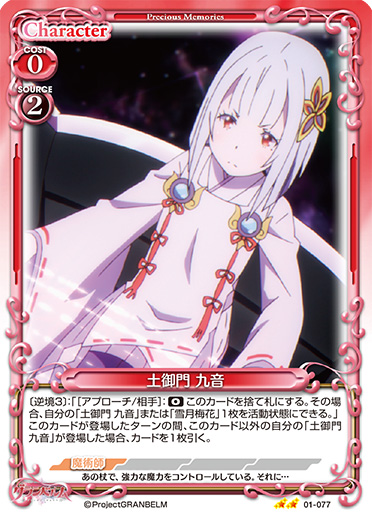 Precious Memories
Character
COST
0
SOURCE
2
土御門 九音
[逆境3]:「[アプローチ/相手]: 0 このカードを捨て札にする。その場
合、自分の「土御門 九音」または「雪月梅花」1枚を活動状態にできる。」
このカードが登場したターンの間、このカード以外の自分の「土御門
九音」が登場した場合、カードを1枚引く。
魔術師
あの杖で、強力な魔力をコントロールしている。それに…
グランベルム
©ProjectGRANBELM
01-077